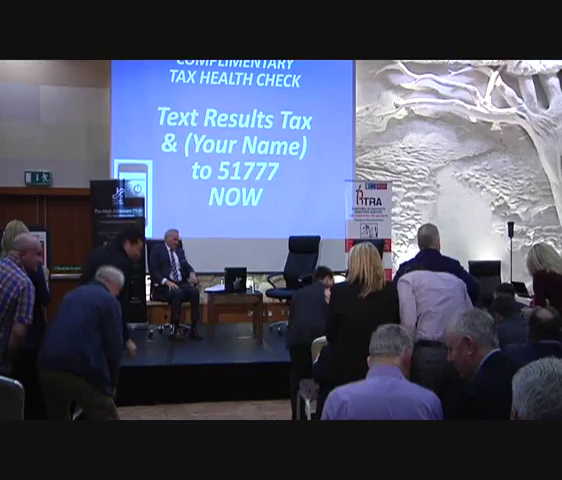 COMPLIMENTARY
TAX HEALTH CHECK
Text Results Tax
& (Your Name)
to 51777
NOW
RTRA